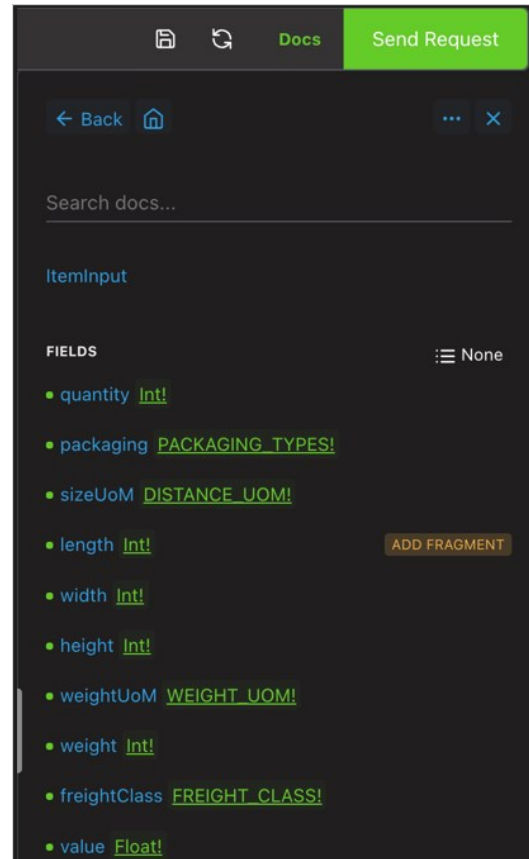 Docs Send Request
Back
Search docs...
ItemInput
FIELDS None
quantity Int!
packaging PACKAGING_TYPES!
sizeUoM DISTANCE_UOM!
length Int! ADD FRAGMENT
width Int!
height Int!
weightUoM WEIGHT_UOM!
weight Int!
freightClass FREIGHT_CLASS!
value Float!